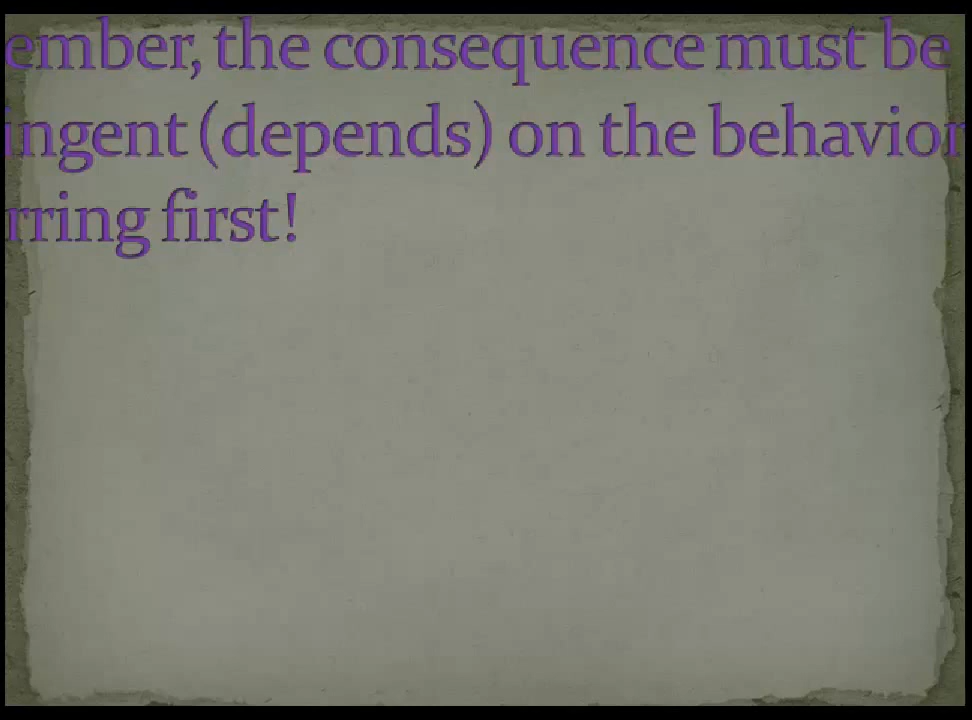 ember, the consequence must be
ingent (depends) on the behavior
rring first!